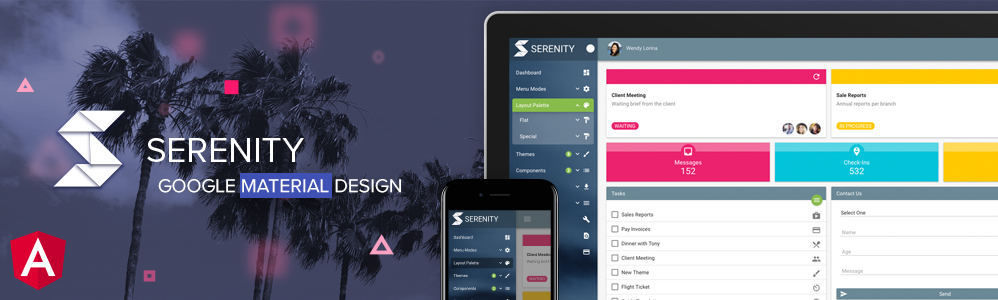 SERENITY
GOOGLE MATERIAL DESIGN
A
SERENITY
Wendy Lorina
Dashboard
Menu Modes
Layout Palette
Flat
Special
Themes
Components
Client Meeting
Waiting brief from the client
WAITING
Sale Reports
Annual reports per branch
IN PROGRESS
Messages
152
Check-Ins
532
Tasks
Sales Reports
Pay Invoices
Dinner with Tony
Client Meeting
New Theme
Flight Ticket
Contact Us
Select One
Name
Age
Message
Send
SERENITY
Dashboard
Menu Modes
Layout Palette
Themes
Components
WAITING